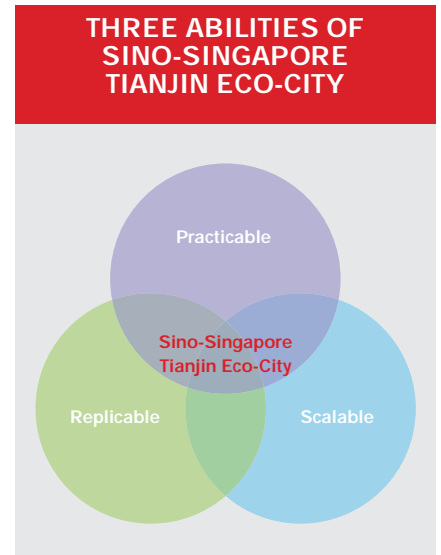 THREE ABILITIES OF
SINO-SINGAPORE
TIANJIN ECO-CITY
Practicable
Sino-Singapore
Tianjin Eco-City
Replicable
Scalable